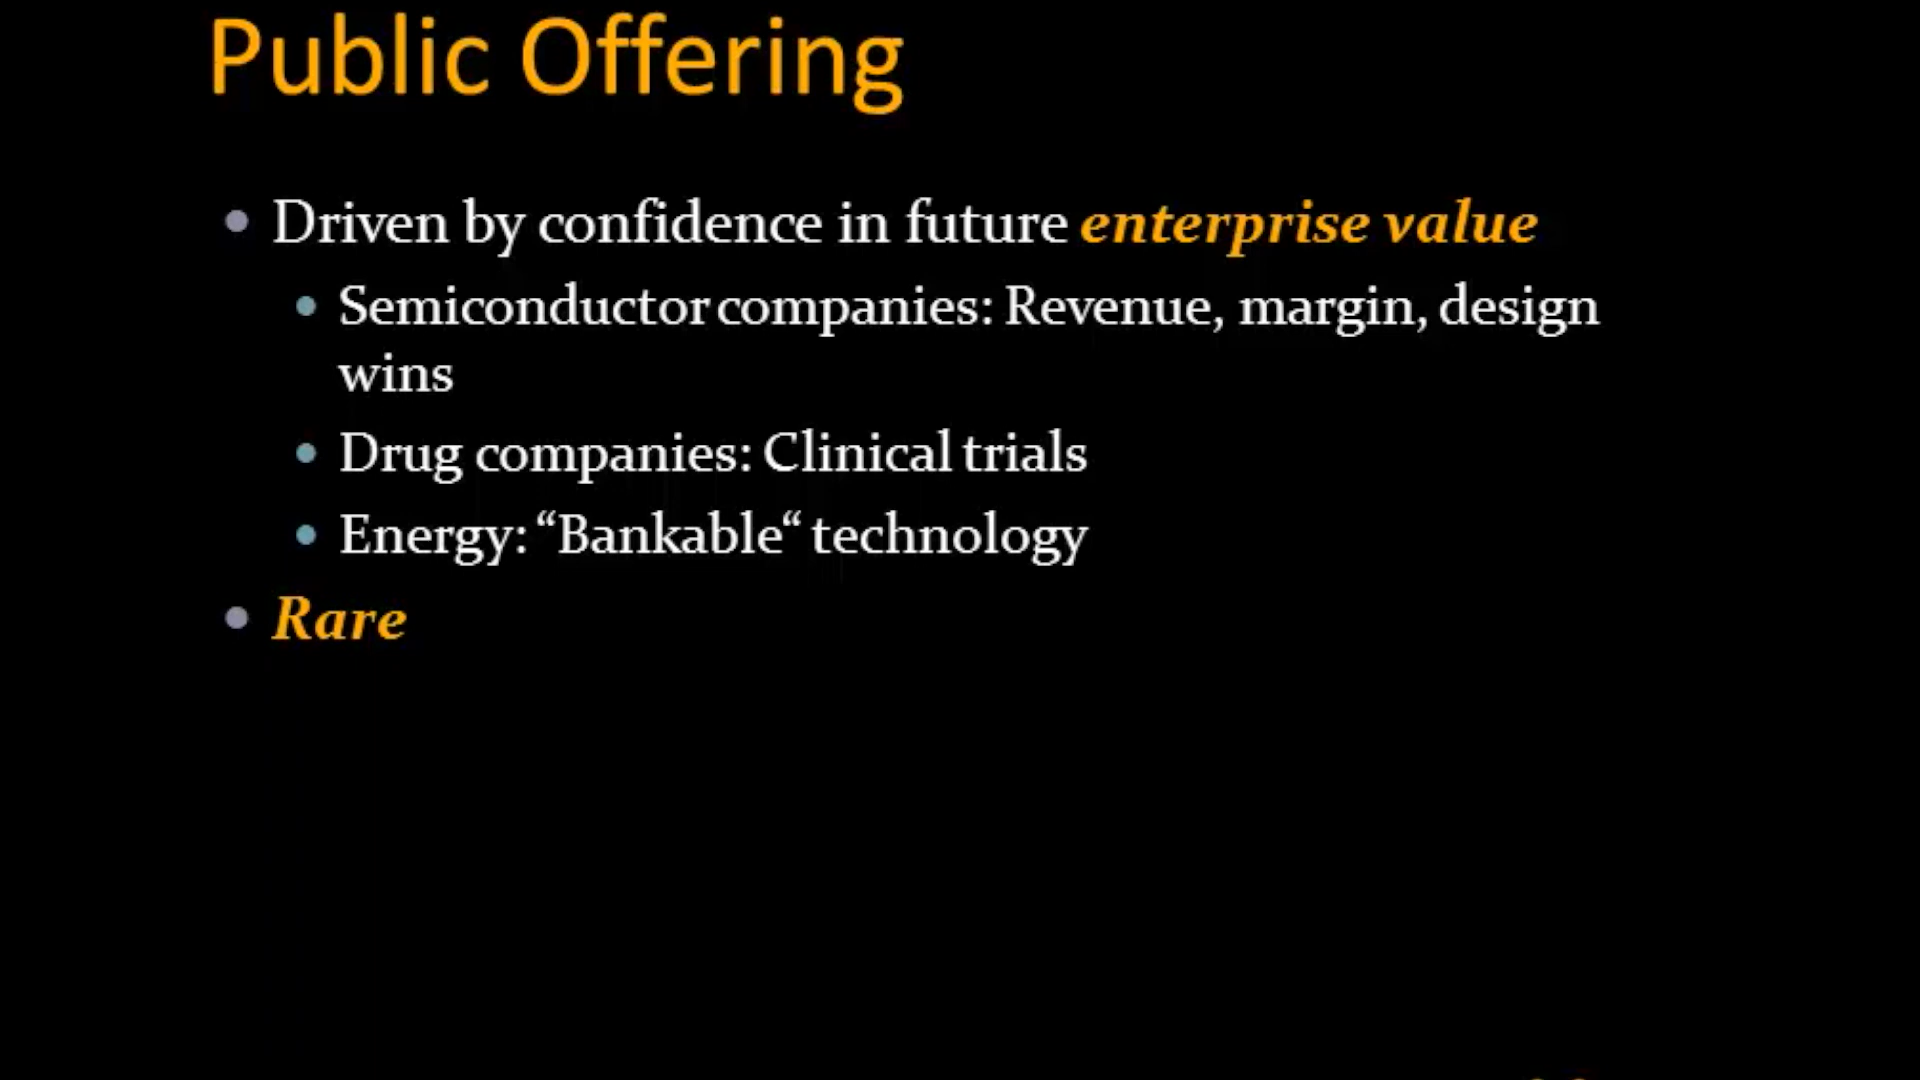 Public Offering
Driven by confidence in future enterprise value
Semiconductor companies: Revenue, margin, design
wins
Drug companies: Clinical trials
Energy: “Bankable“ technology
Rare